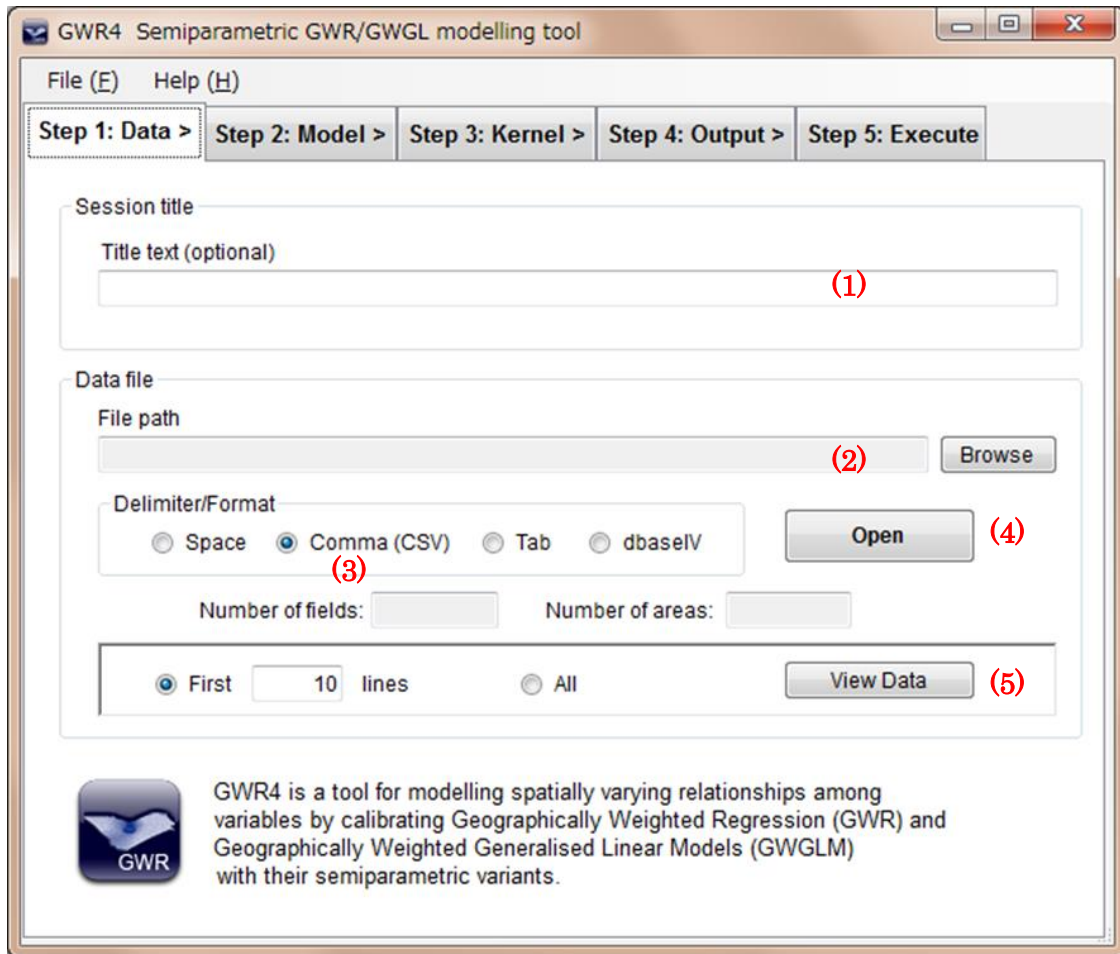 GWR4 Semiparametric GWR/GWGL modelling tool
File (F) Help (H)
Step 1: Data > Step 2: Model > Step 3: Kernel > Step 4: Output > Step 5: Execute
Session title
Title text (optional)
(1)
Data file
File path
(2) Browse
Delimiter/Format
Space Comma (CSV) Tab dbaseIV Open (4)
(3)
Number of fields: Number of areas:
First 10 lines All View Data (5)
GWR4 is a tool for modelling spatially varying relationships among
variables by calibrating Geographically Weighted Regression (GWR) and
Geographically Weighted Generalised Linear Models (GWGLM)
with their semiparametric variants.
GWR